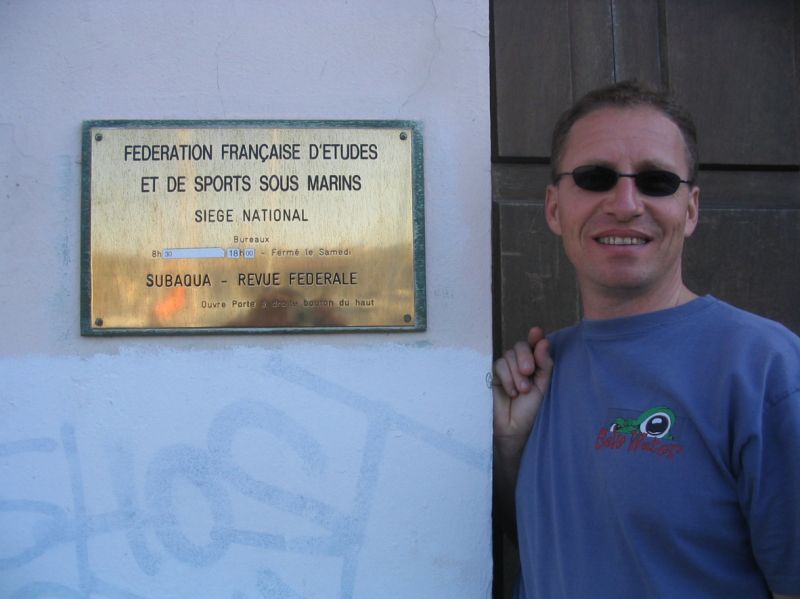 FEDERATION FRANÇAISE D'ETUDES
ET DE SPORTS SOUS MARINS
SIEGE NATIONAL
Bureaux
8h30 18h00 - Fermé le Samedi
SUBAQUA - REVUE FEDERALE
Ouvre Porte à droite bouton du haut